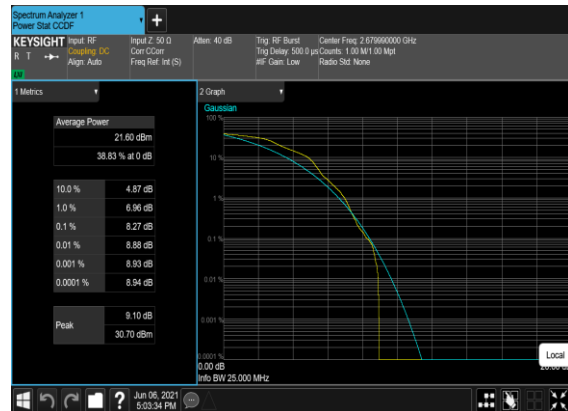 Spectrum Analyzer 1
Power Stat CCDF
KEYSIGHT
R T
LXI
Input: RF
Coupling: DC
Align: Auto
Input Z: 50 Ω
Corr CCorr
Freq Ref: Int (S)
Atten: 40 dB
Trig: RF Burst
Trig Delay: 500.0 µs
#IF Gain: Low
Center Freq: 2.679990000 GHz
Counts: 1.00 M/1.00 Mpt
Radio Std: None
1 Metrics
Average Power
21.60 dBm
38.83 % at 0 dB
10.0 % 4.87 dB
1.0 % 6.96 dB
0.1 % 8.27 dB
0.01 % 8.88 dB
0.001 % 8.93 dB
0.0001 % 8.94 dB
Peak
9.10 dB
30.70 dBm
2 Graph
Gaussian
100 %
10 %
1 %
0.1 %
0.01 %
0.001 %
0.0001 %
0.00 dB
Info BW 25.000 MHz
Local
?
Jun 06, 2021
5:03:34 PM